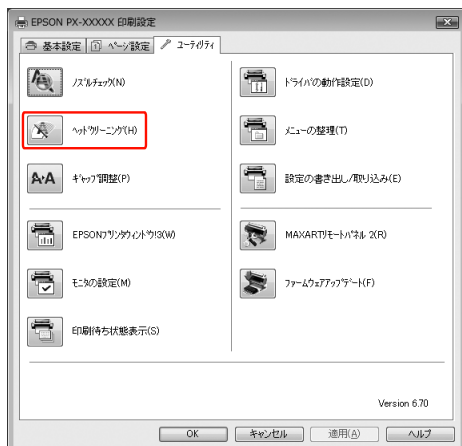 EPSON PX-XXXXX 印刷設定
基本設定 ページ設定 ユーティリティ
ノズルチェック(N)
ドライバの動作設定(D)
ヘッドクリーニング(H)
メニューの整理(T)
ギャップ調整(P)
設定の書き出し/取り込み(E)
EPSONプリンタウィンドウ!3(W)
MAXARTリモートパネル 2(R)
モニタの設定(M)
ファームウェアアップデート(F)
印刷待ち状態表示(S)
Version 6.70
OK キャンセル 適用(A) ヘルプ